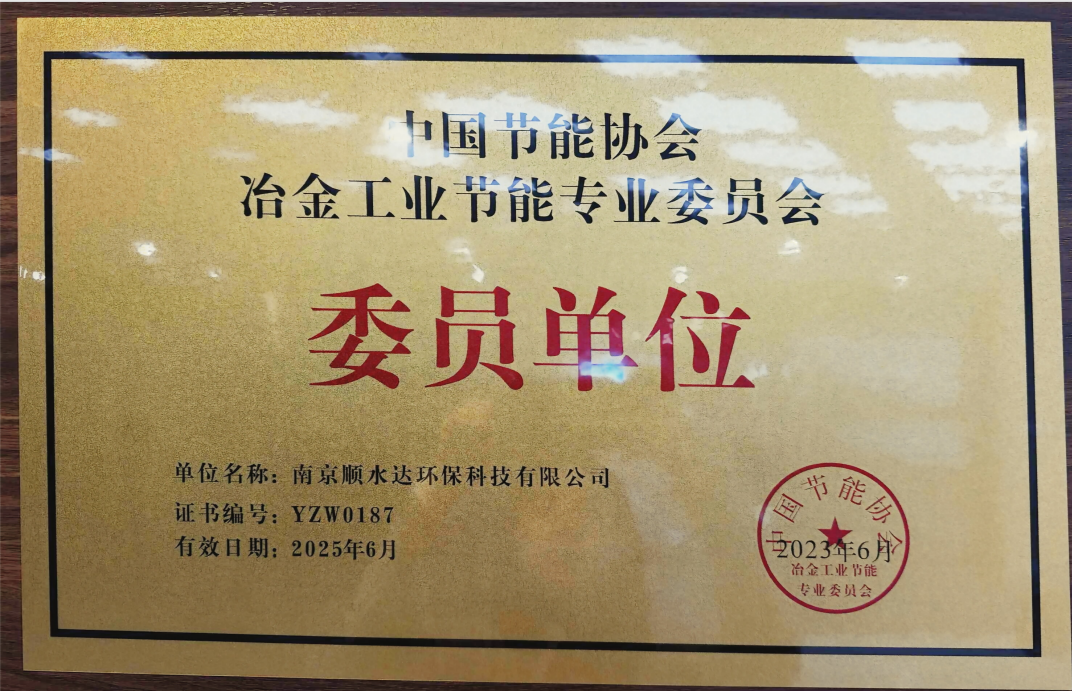 中国节能协会
冶金工业节能专业委员会
委员单位
单位名称：南京顺水达环保科技有限公司
证书编号：YZW0187
有效日期：2025年6月
中国节能协会
2023年6月
冶金工业节能
专业委员会